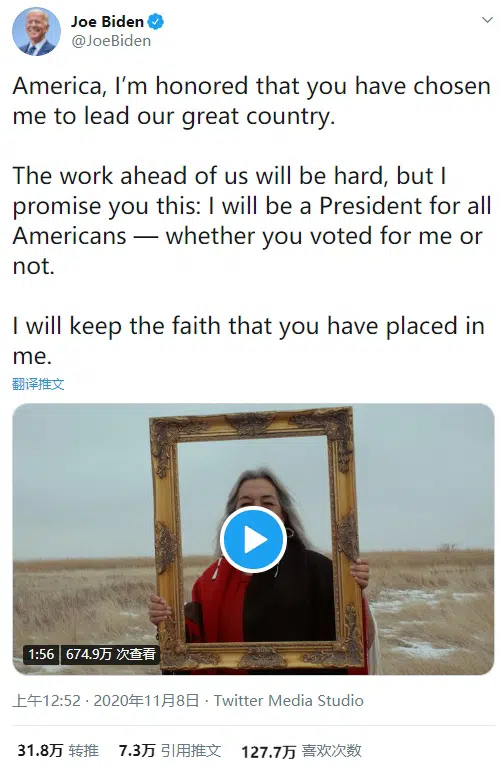 Joe Biden
@JoeBiden
America, I’m honored that you have chosen
me to lead our great country.
The work ahead of us will be hard, but I
promise you this: I will be a President for all
Americans — whether you voted for me or
not.
I will keep the faith that you have placed in
me.
翻译推文
1:56 674.9万 次查看
上午12:52 · 2020年11月8日 · Twitter Media Studio
31.8万 转推 7.3万 引用推文 127.7万 喜欢次数